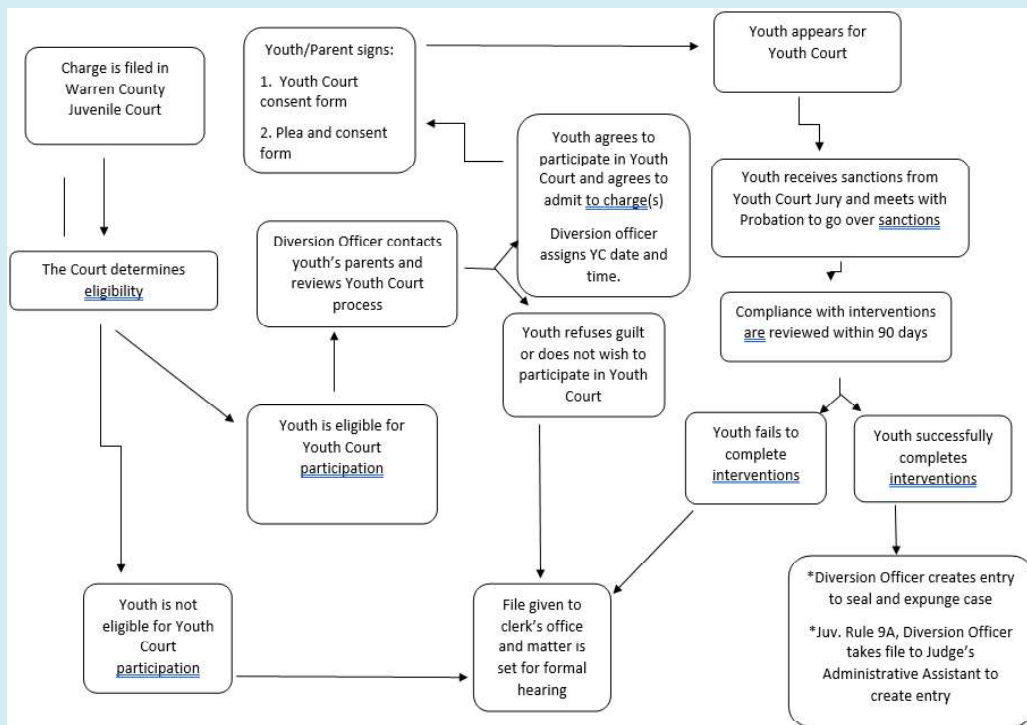 Charge is filed in
Warren County
Juvenile Court
The Court determines
eligibility
Youth is eligible for
Youth Court
participation
Youth is not
eligible for Youth
Court
participation
Diversion Officer contacts
youth's parents and
reviews Youth Court
process
Youth agrees to
participate in Youth
Court and agrees to
admit to charge(s)
Diversion officer
assigns YC date and
time.
Youth refuses guilt
or does not wish to
participate in Youth
Court
Youth/Parent signs:
1. Youth Court
consent form
2. Plea and consent
form
Youth appears for
Youth Court
Youth receives sanctions from
Youth Court Jury and meets with
Probation to go over sanctions
Compliance with interventions
are reviewed within 90 days
Youth fails to
complete
interventions
Youth successfully
completes
interventions
File given to
clerk's office
and matter is
set for formal
hearing
*Diversion Officer creates entry
to seal and expunge case
*Juv. Rule 9A, Diversion Officer
takes file to Judge's
Administrative Assistant to
create entry